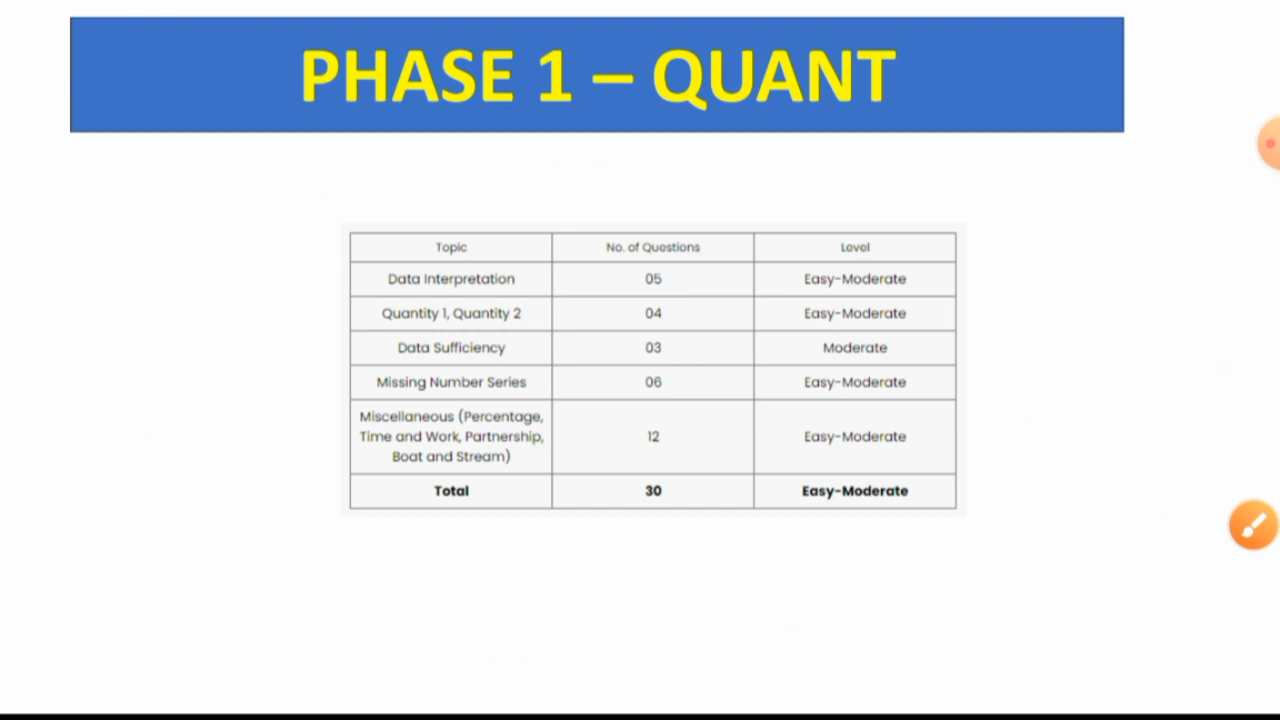 PHASE 1 – QUANT
Topic No. of Questions Level
Data Interpretation 05 Easy-Moderate
Quantity 1, Quantity 2 04 Easy-Moderate
Data Sufficiency 03 Moderate
Missing Number Series 06 Easy-Moderate
Miscellaneous (Percentage,
Time and Work, Partnership, 12 Easy-Moderate
Boat and Stream)
Total 30 Easy-Moderate